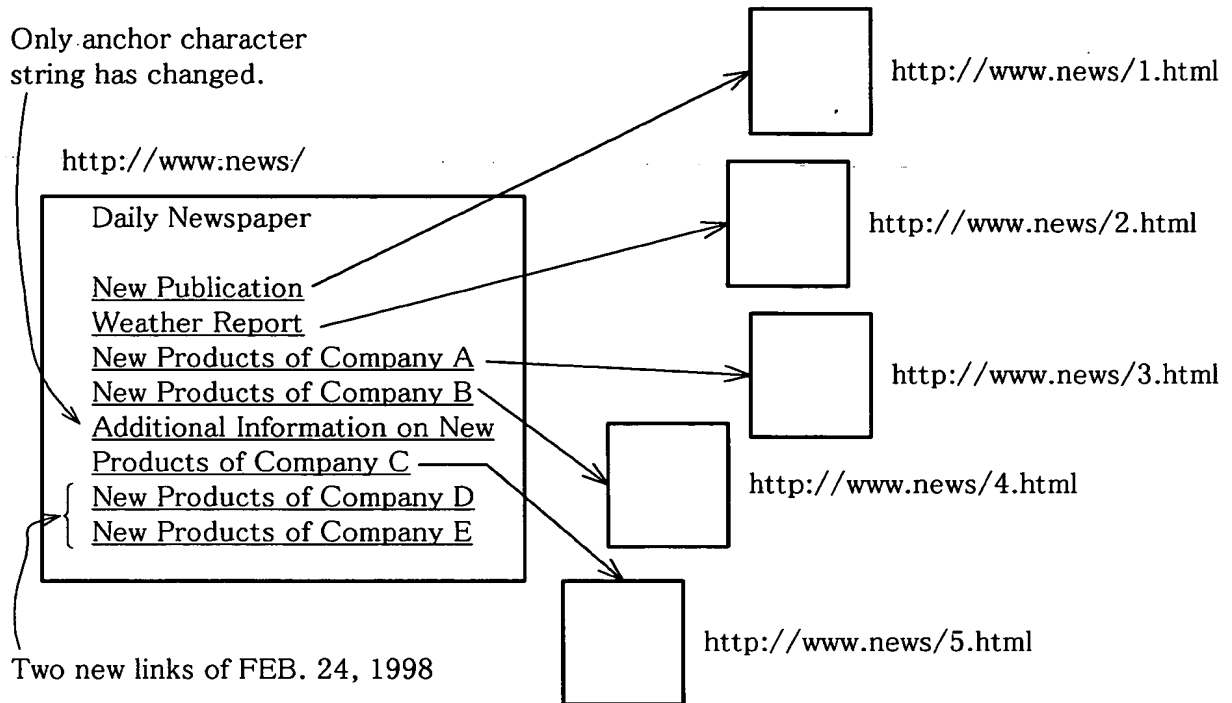 Only anchor character
string has changed.
http://www.news/
Daily Newspaper
New Publication
Weather Report
New Products of Company A
New Products of Company B
Additional Information on New
Products of Company C
New Products of Company D
New Products of Company E
Two new links of FEB. 24, 1998
http://www.news/1.html
http://www.news/2.html
http://www.news/3.html
http://www.news/4.html
http://www.news/5.html